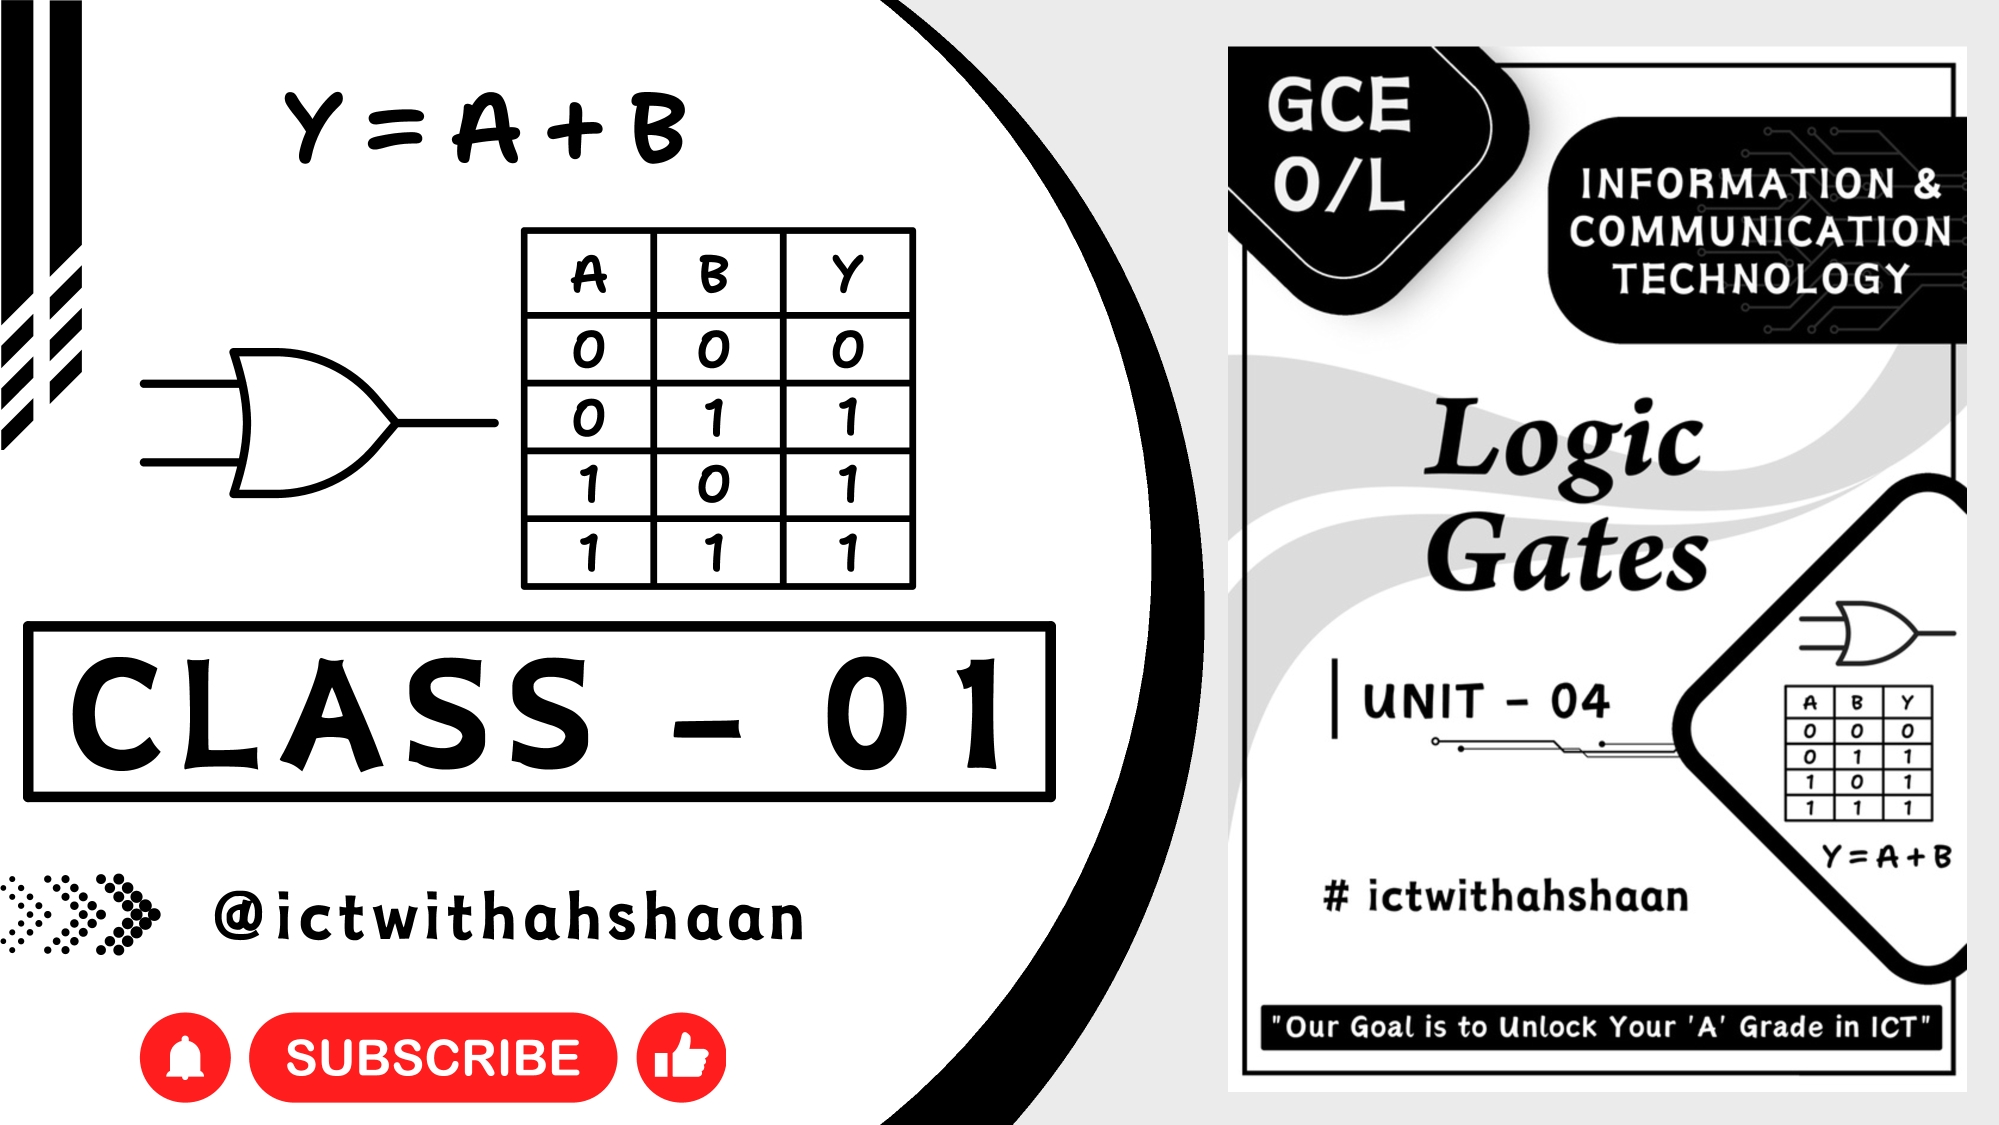 Y = A + B
A B Y
0 0 0
0 1 1
1 0 1
1 1 1
CLASS - 01
@ictwithahshaan
SUBSCRIBE
GCE
O/L
INFORMATION &
COMMUNICATION
TECHNOLOGY
Logic
Gates
UNIT - 04
A B Y
0 0 0
0 1 1
1 0 1
1 1 1
Y = A + B
# ictwithahshaan
"Our Goal is to Unlock Your 'A' Grade in ICT"